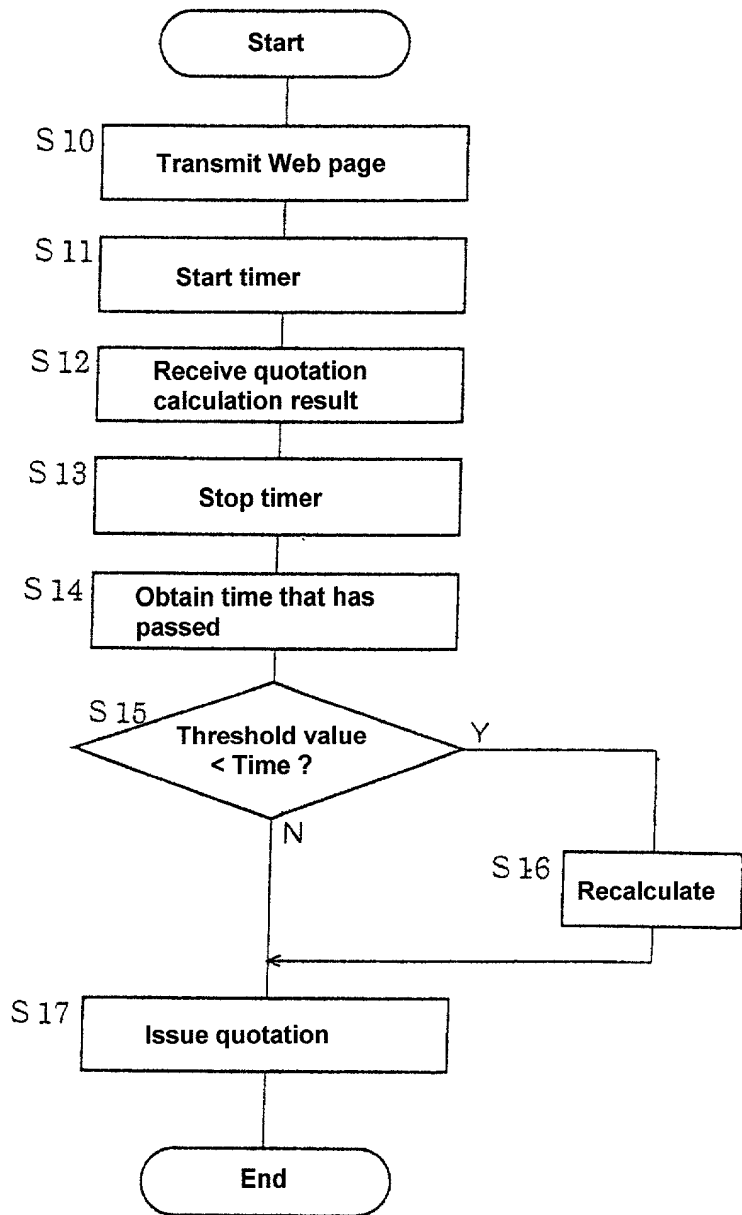 Start
S 10
Transmit Web page
S 11
Start timer
S 12
Receive quotation
calculation result
S 13
Stop timer
S 14
Obtain time that has
passed
S 15
Threshold value
< Time ?
Y
N
S 16
Recalculate
S 17
Issue quotation
End